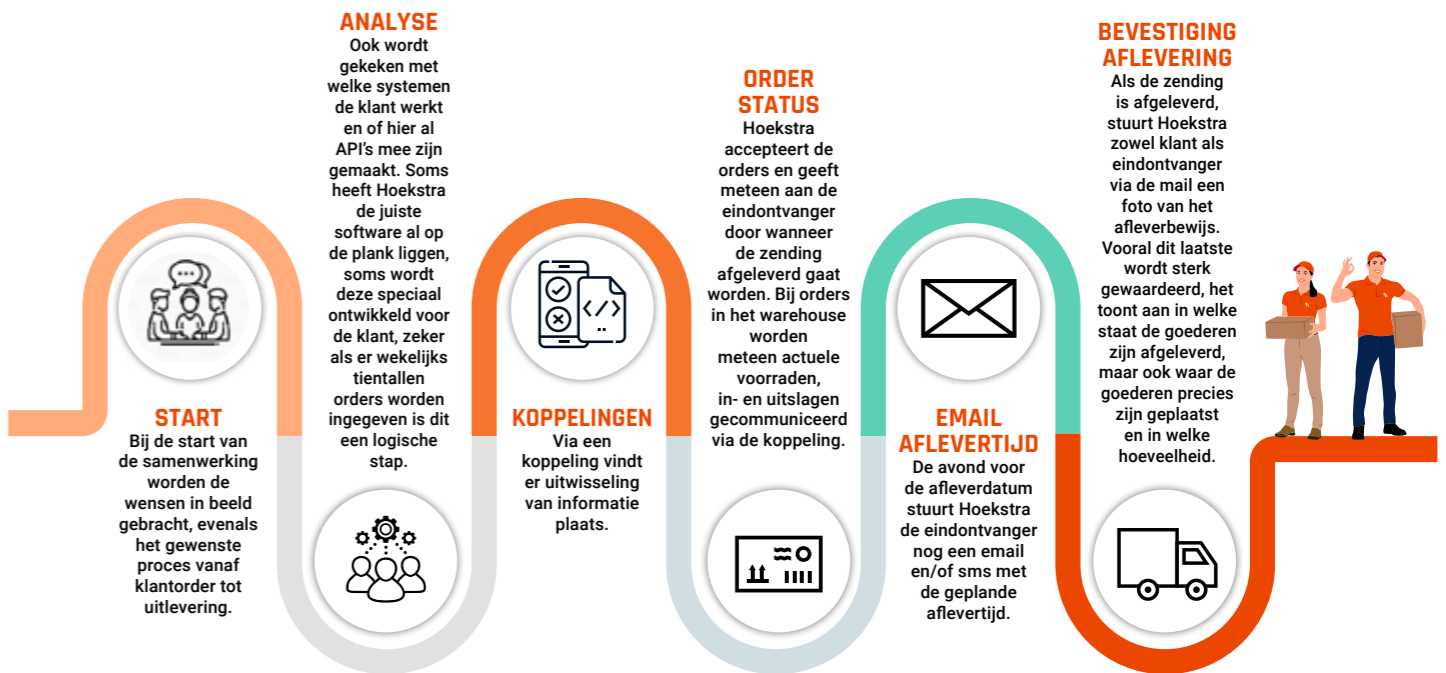 START
Bij de start van
de samenwerking
worden de
wensen in beeld
gebracht, evenals
het gewenste
proces vanaf
klantorder tot
uitlevering.
ANALYSE
Ook wordt
gekeken met
welke systemen
de klant werkt
en of hier al
API's mee zijn
gemaakt. Soms
heeft Hoekstra
de juiste
software al op
de plank liggen,
soms wordt
deze speciaal
ontwikkeld voor
de klant, zeker
als er wekelijks
tientallen
orders worden
ingegeven is dit
een logische
stap.
KOPPELINGEN
Via een
koppeling vindt
er uitwisseling
van informatie
plaats.
ORDER
STATUS
Hoekstra
accepteert de
orders en geeft
meteen aan de
eindontvanger
door wanneer
de zending
afgeleverd gaat
worden. Bij orders
in het warehouse
worden
meteen actuele
voorraden,
in- en uitslagen
gecommuniceerd
via de koppeling.
EMAIL
AFLEVERTIJD
De avond voor
de afleverdatum
stuurt Hoekstra
de eindontvanger
nog een email
en/of sms met
de geplande
aflevertijd.
BEVESTIGING
AFLEVERING
Als de zending
is afgeleverd,
stuurt Hoekstra
zowel klant als
eindontvanger
via de mail een
foto van het
afleverbewijs.
Vooral dit laatste
wordt sterk
gewaardeerd, het
toont aan in welke
staat de goederen
zijn afgeleverd,
maar ook waar de
goederen precies
zijn geplaatst
en in welke
hoeveelheid.